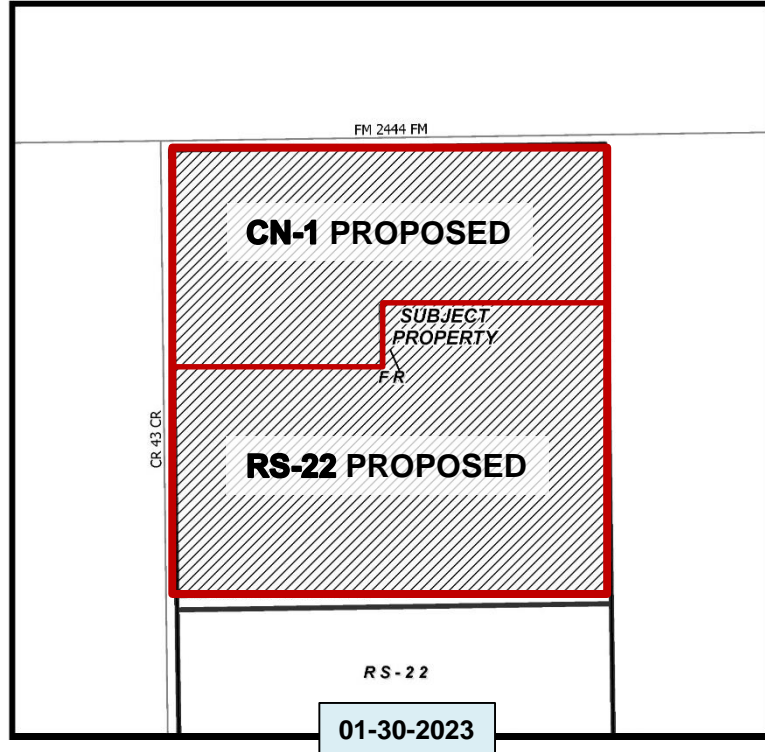 FM 2444 FM
CN-1 PROPOSED
SUBJECT
PROPERTY
FR
CR 43 CR
RS-22 PROPOSED
RS-22
01-30-2023